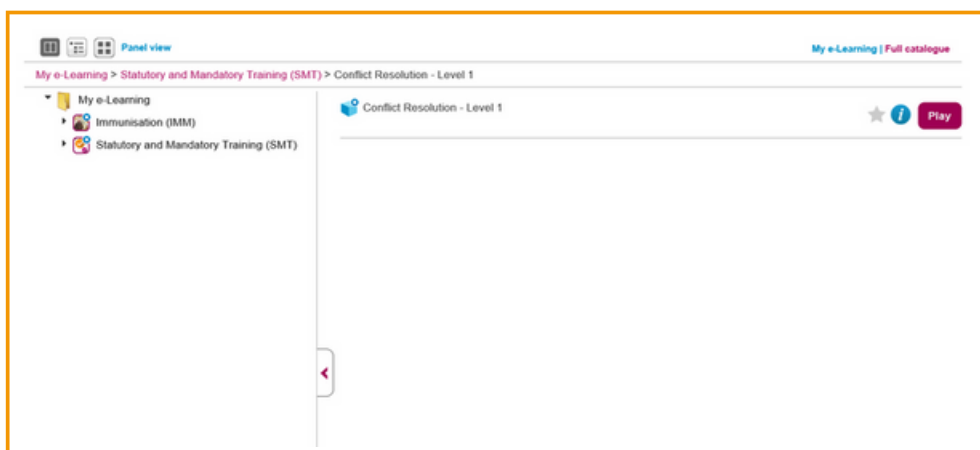 Panel view
My e-Learning | Full catalogue
My e-Learning > Statutory and Mandatory Training (SMT) > Conflict Resolution - Level 1
My e-Learning
Immunisation (IMM)
Statutory and Mandatory Training (SMT)
Conflict Resolution - Level 1
i
Play